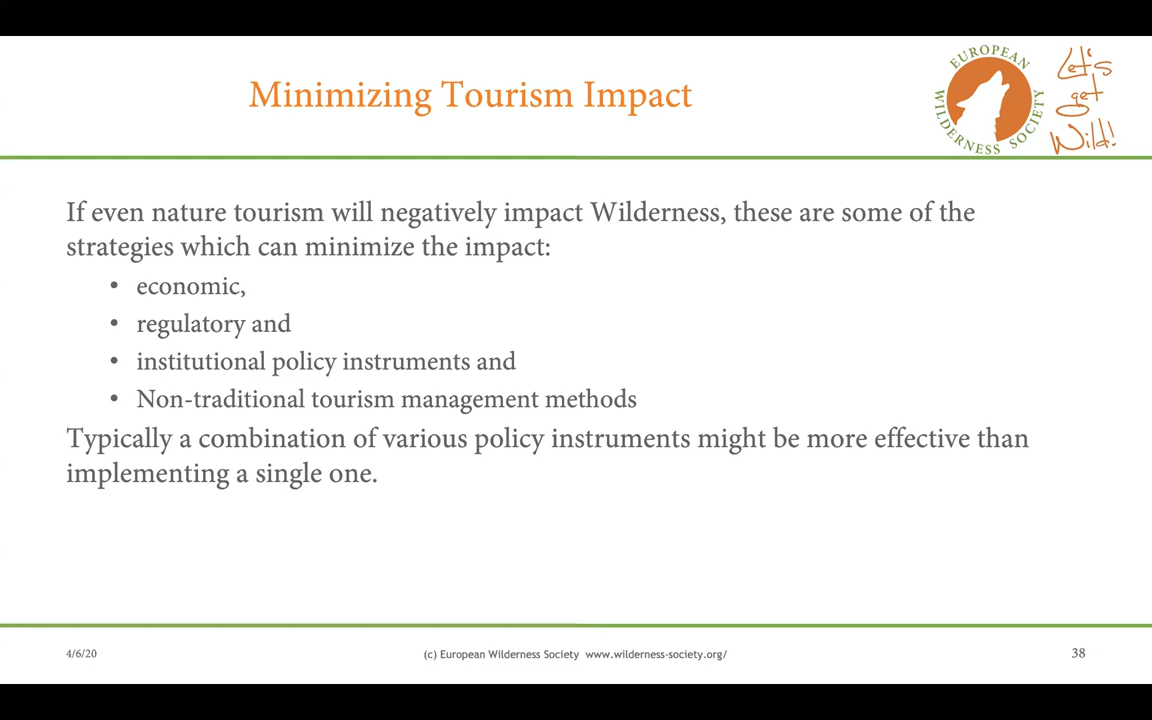 Minimizing Tourism Impact
EUROPEAN WILDERNESS SOCIETY
Let's
get
Wild!
If even nature tourism will negatively impact Wilderness, these are some of the
strategies which can minimize the impact:
• economic,
• regulatory and
• institutional policy instruments and
• Non-traditional tourism management methods
Typically a combination of various policy instruments might be more effective than
implementing a single one.
4/6/20
(c) European Wilderness Society www.wilderness-society.org/
38